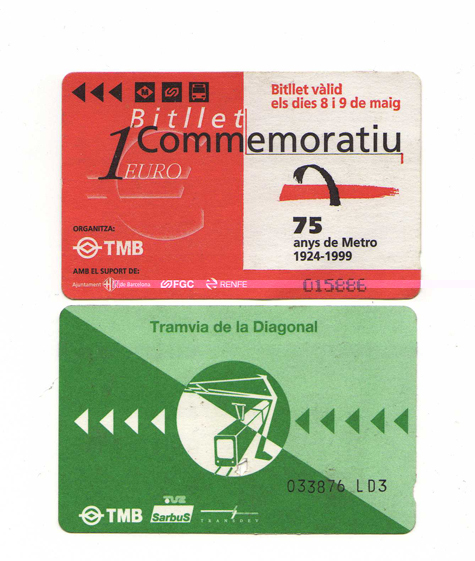 Bitllet
1 Commemoratiu
EURO
Bitllet vàlid
els dies 8 i 9 de maig
75
anys de Metro
1924-1999
ORGANITZA:
TMB
AMB EL SUPORT DE:
Ajuntament de Barcelona FGC RENFE
015886
Tramvia de la Diagonal
033876 LD3
TMB
TVE
SarbuS
TRANSDEV